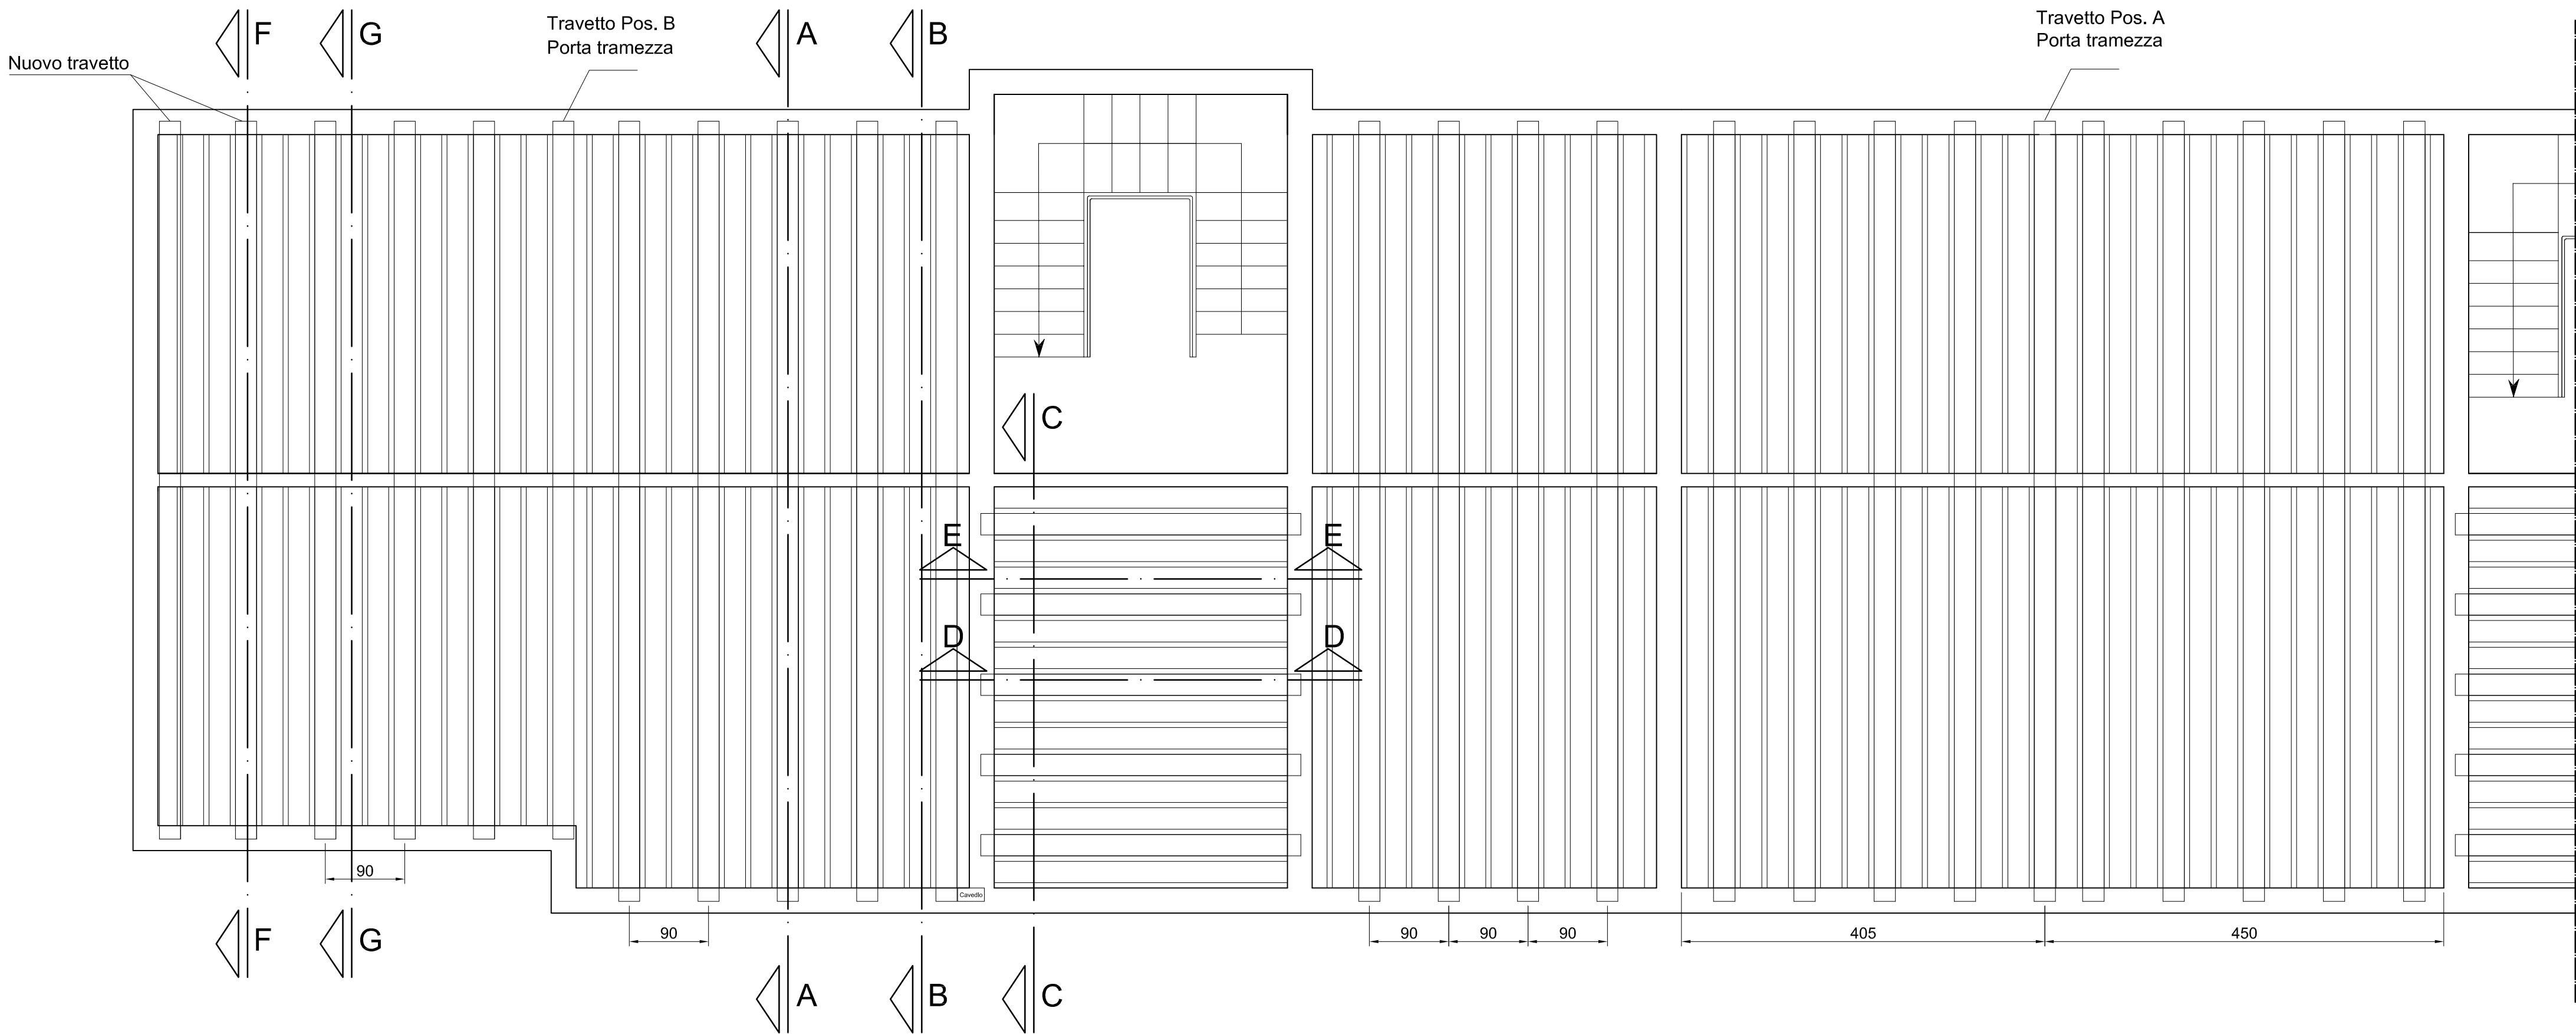 F
G
Travetto Pos. B
Porta tramezza
A
B
Travetto Pos. A
Porta tramezza
Nuovo travetto
C
E
E
D
D
90
Cavedio
90
90
90
90
405
450
F
G
A
B
C